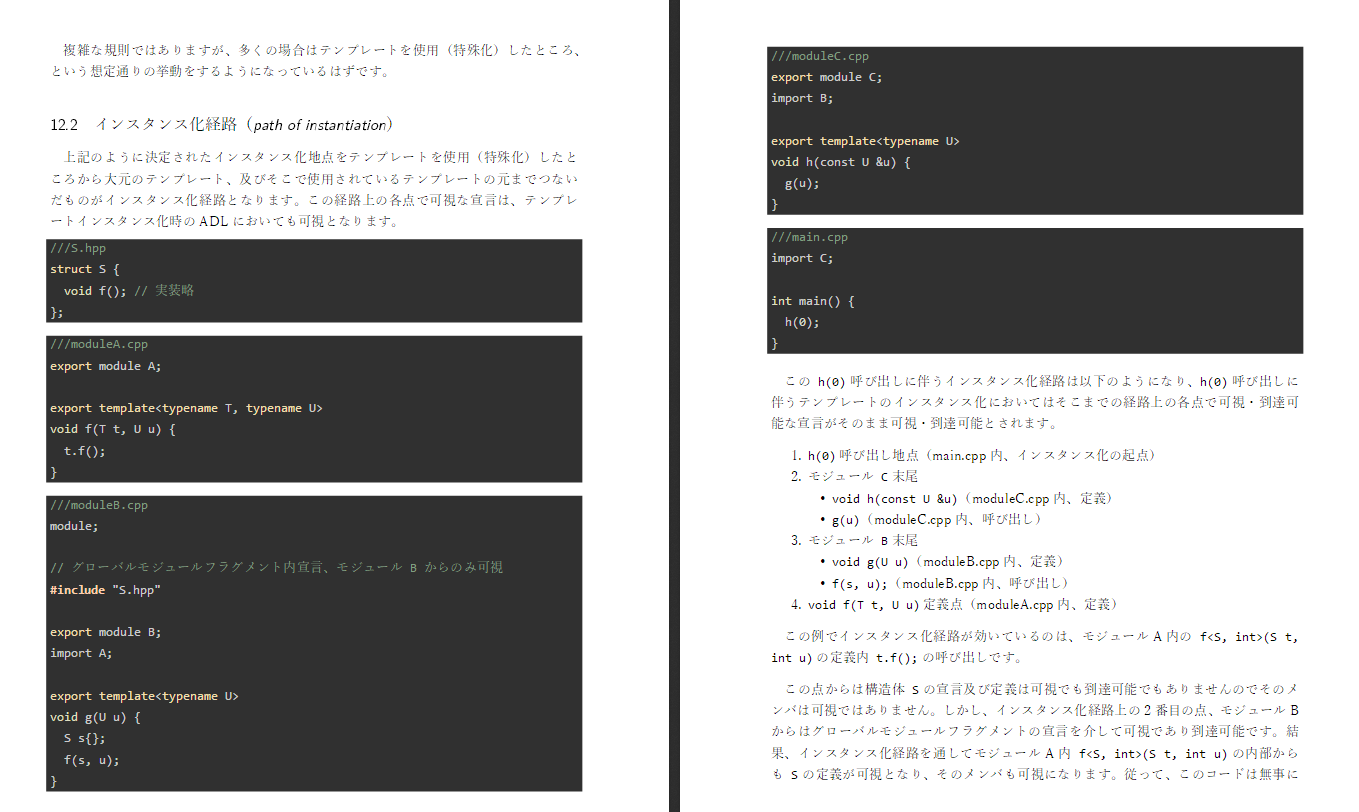 複雑な規則ではありますが、多くの場合はテンプレートを使用（特殊化）したところ、
という想定通りの挙動をするようになっているはずです。
12.2 インスタンス化経路（path of instantiation）
上記のように決定されたインスタンス化地点をテンプレートを使用（特殊化）したと
ころから大元のテンプレート、及びそこで使用されているテンプレートの元までつない
だものがインスタンス化経路となります。この経路上の各点で可視な宣言は、テンプレ
ートインスタンス化時の ADL においても可視となります。
///S.hpp
struct S {
  void f(); // 実装略
};
///moduleA.cpp
export module A;
export template<typename T, typename U>
void f(T t, U u) {
  t.f();
}
///moduleB.cpp
module;
// グローバルモジュールフラグメント内宣言、モジュール B からのみ可視
#include "S.hpp"
export module B;
import A;
export template<typename U>
void g(U u) {
  S s{};
  f(s, u);
}
///moduleC.cpp
export module C;
import B;
export template<typename U>
void h(const U &u) {
  g(u);
}
///main.cpp
import C;
int main() {
  h(0);
}
この h(0) 呼び出しに伴うインスタンス化経路は以下のようになり、h(0) 呼び出しに
伴うテンプレートのインスタンス化においてはそこまでの経路上の各点で可視・到達可
能な宣言がそのまま可視・到達可能とされます。
1. h(0) 呼び出し地点（main.cpp 内、インスタンス化の起点）
2. モジュール C 末尾
• void h(const U &u)（moduleC.cpp 内、定義）
• g(u)（moduleC.cpp 内、呼び出し）
3. モジュール B 末尾
• void g(U u)（moduleB.cpp 内、定義）
• f(s, u);（moduleB.cpp 内、呼び出し）
4. void f(T t, U u) 定義点（moduleA.cpp 内、定義）
この例でインスタンス化経路が効いているのは、モジュール A 内の f<S, int>(S t,
int u) の定義内 t.f(); の呼び出しです。
この点からは構造体 S の宣言及び定義は可視でも到達可能でもありませんのでそのメ
ンバは可視ではありません。しかし、インスタンス化経路上の 2 番目の点、モジュール B
からはグローバルモジュールフラグメントの宣言を介して可視であり到達可能です。結
果、インスタンス化経路を通してモジュール A 内 f<S, int>(S t, int u) の内部から
も S の定義が可視となり、そのメンバも可視になります。従って、このコードは無事に